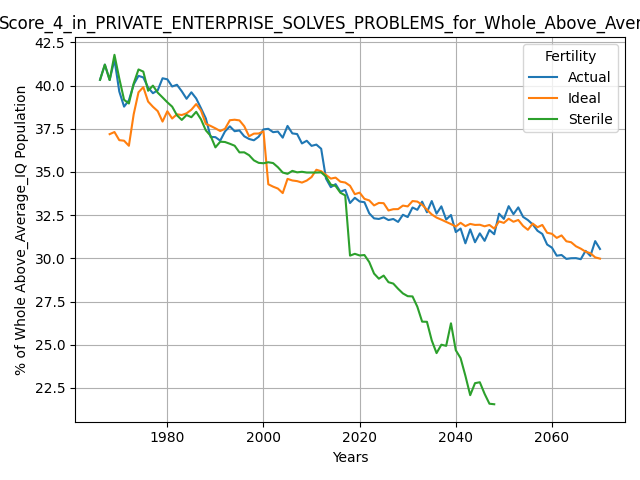 Score_4_in_PRIVATE_ENTERPRISE_SOLVES_PROBLEMS_for_Whole_Above_Aver
Fertility
Actual
Ideal
Sterile
% of Whole Above_Average_IQ Population
42.5
40.0
37.5
35.0
32.5
30.0
27.5
25.0
22.5
1980 2000 2020 2040 2060
Years